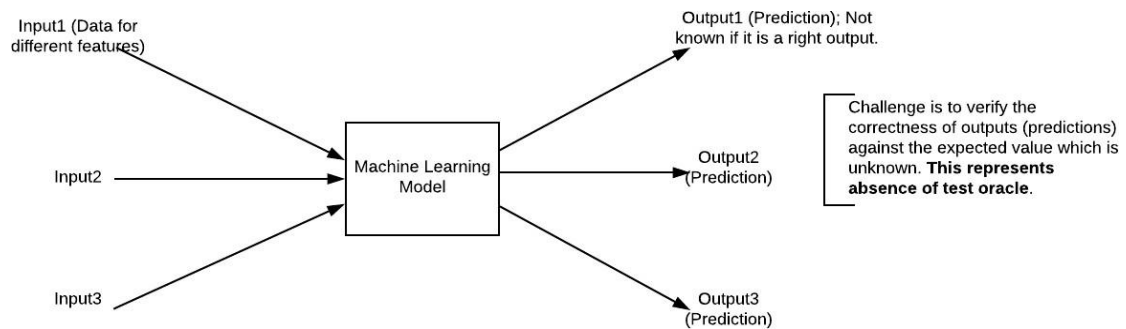 Input1 (Data for
different features)
Output1 (Prediction); Not
known if it is a right output.
Challenge is to verify the
correctness of outputs (predictions)
against the expected value which is
unknown. This represents
absence of test oracle.
Machine Learning
Model
Input2
Output2
(Prediction)
Input3
Output3
(Prediction)